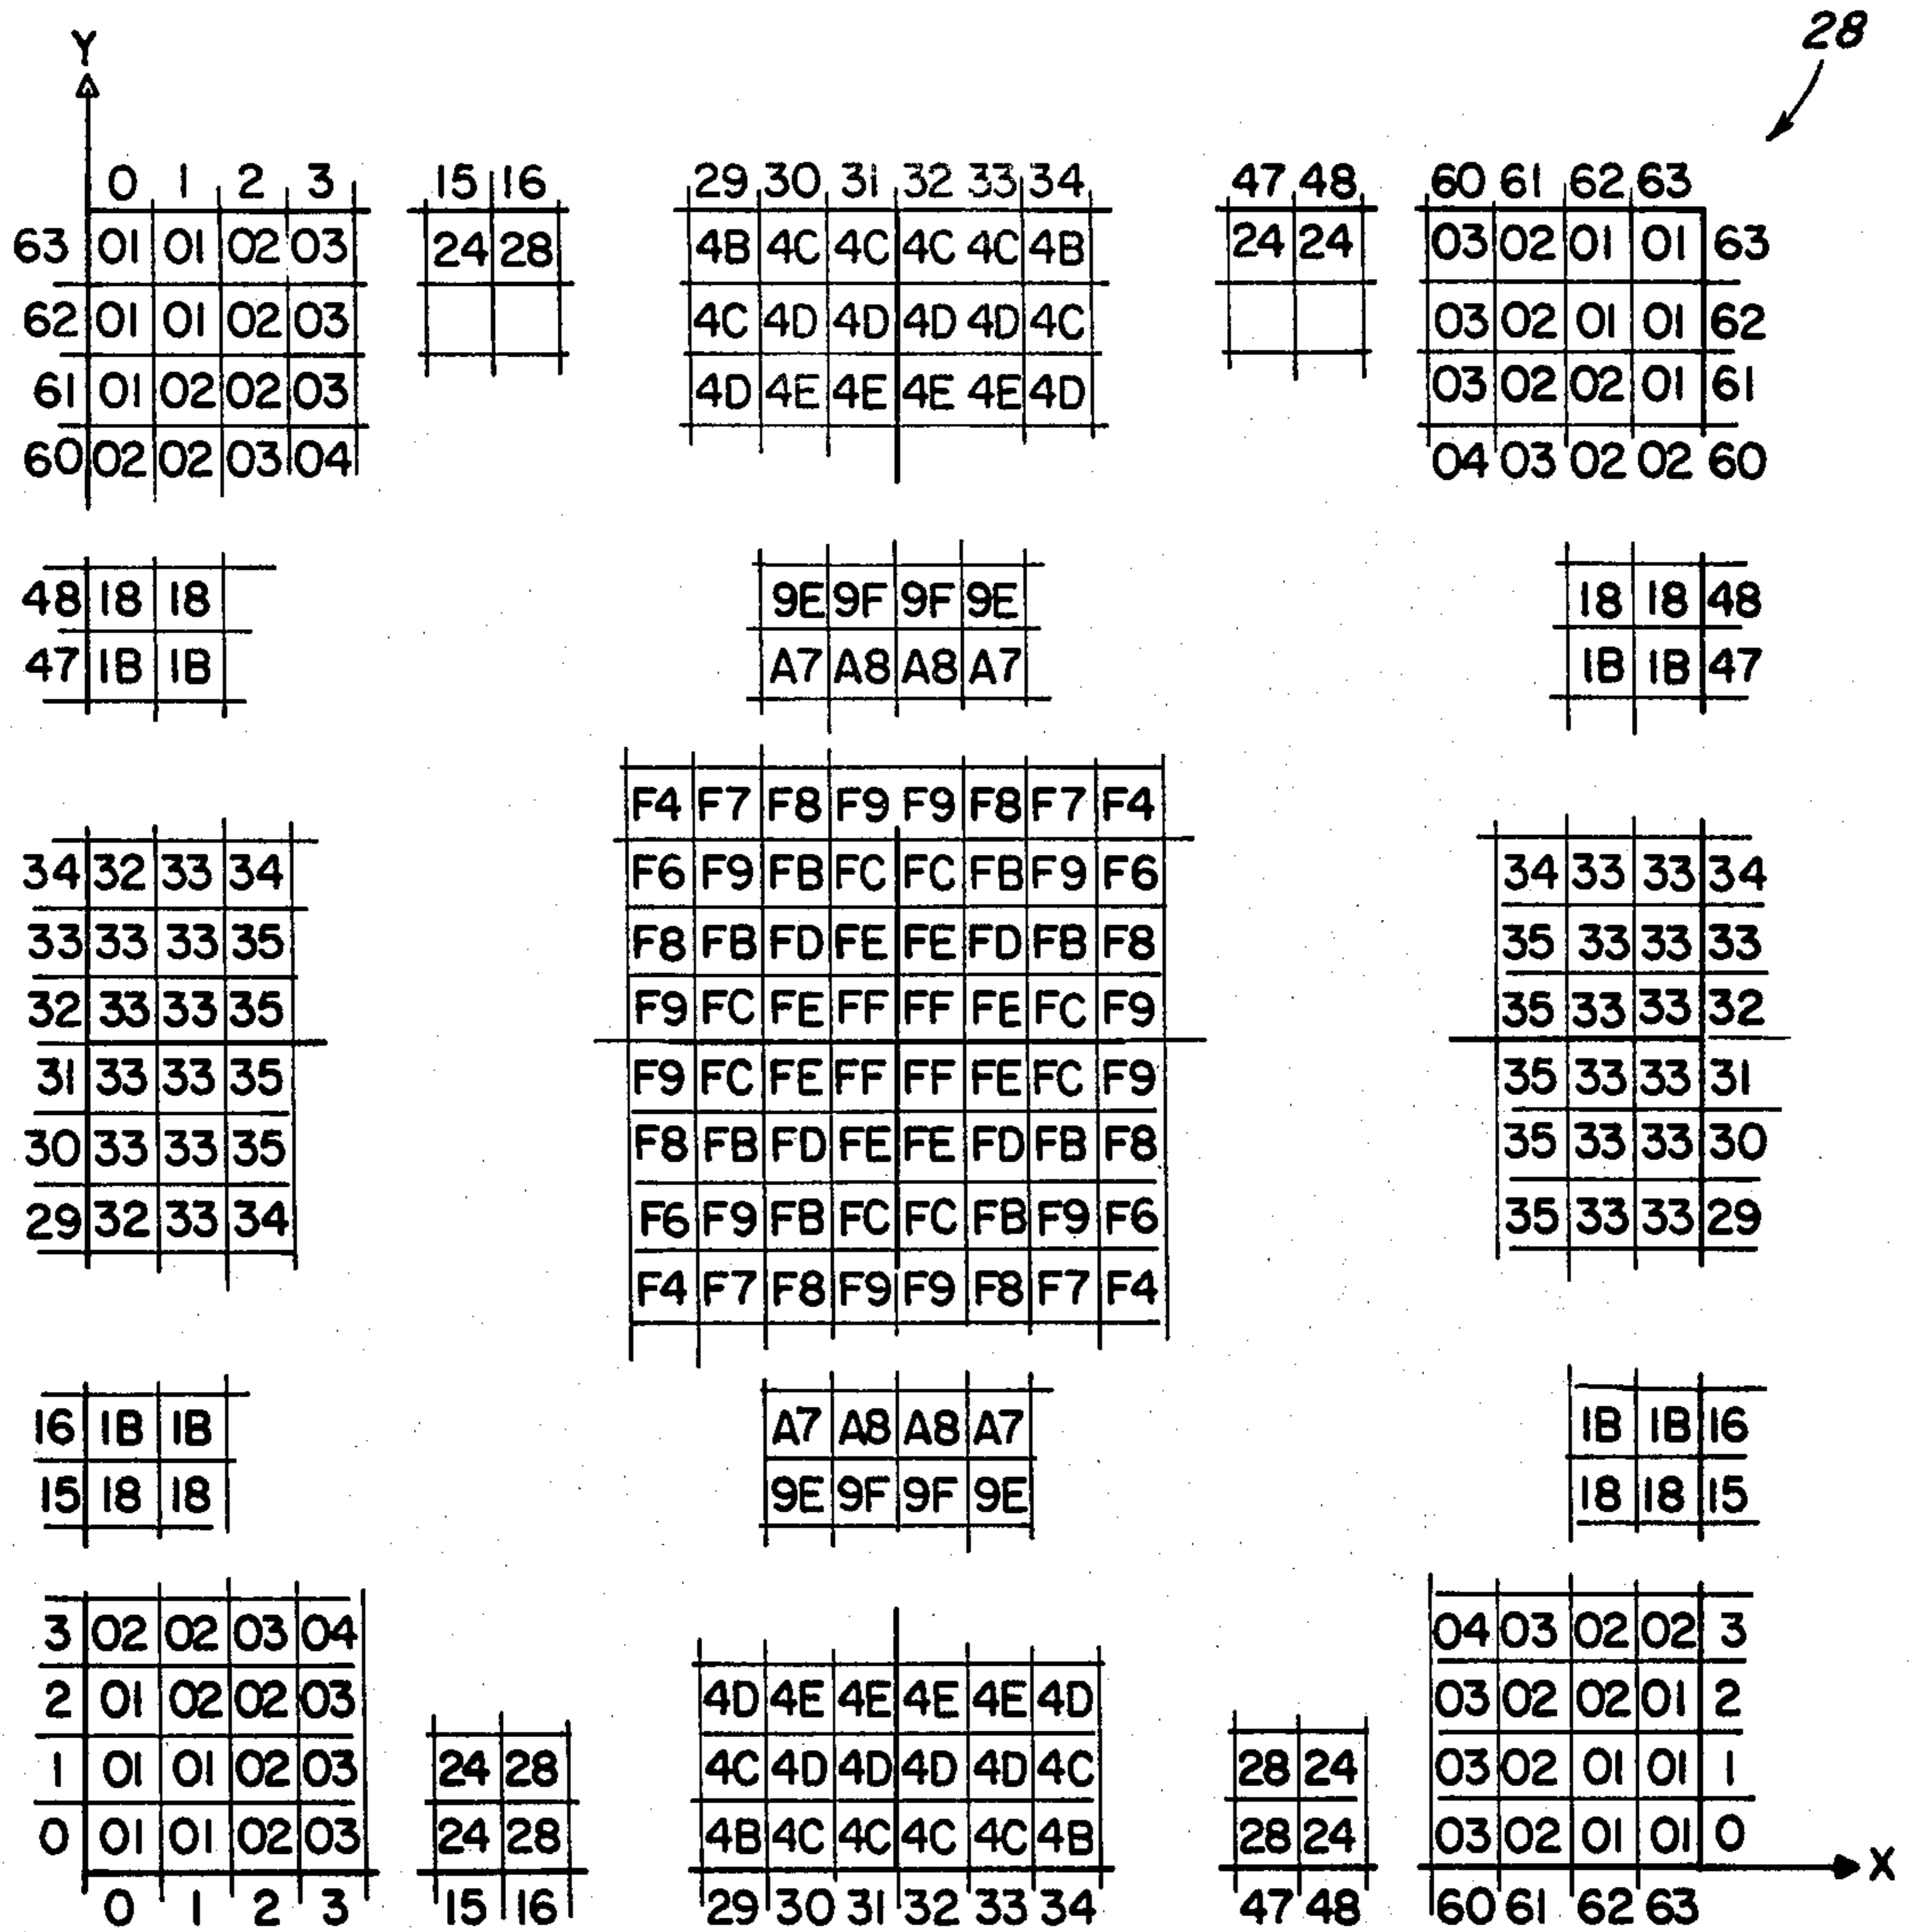 28
Y
0 1 2 3 15 16 29 30 31 32 33 34 47 48 60 61 62 63
63 01 01 02 03 24 28 4B 4C 4C 4C 4C 4B 24 24 03 02 01 01 63
62 01 01 02 03 4C 4D 4D 4D 4D 4C 03 02 01 01 62
61 01 02 02 03 4D 4E 4E 4E 4E 4D 03 02 02 01 61
60 02 02 03 04 04 03 02 02 60
48 18 18 9E 9F 9F 9E 18 18 48
47 1B 1B A7 A8 A8 A7 1B 1B 47
F4 F7 F8 F9 F9 F8 F7 F4
34 32 33 34 F6 F9 FB FC FC FB F9 F6 34 33 33 34
33 33 33 35 F8 FB FD FE FE FD FB F8 35 33 33 33
32 33 33 35 F9 FC FE FF FF FE FC F9 35 33 33 32
31 33 33 35 F9 FC FE FF FF FE FC F9 35 33 33 31
30 33 33 35 F8 FB FD FE FE FD FB F8 35 33 33 30
29 32 33 34 F6 F9 FB FC FC FB F9 F6 35 33 33 29
F4 F7 F8 F9 F9 F8 F7 F4
16 1B 1B A7 A8 A8 A7 1B 1B 16
15 18 18 9E 9F 9F 9E 18 18 15
3 02 02 03 04 04 03 02 02 3
2 01 02 02 03 4D 4E 4E 4E 4E 4D 03 02 02 01 2
1 01 01 02 03 24 28 4C 4D 4D 4D 4D 4C 28 24 03 02 01 01 1
0 01 01 02 03 24 28 4B 4C 4C 4C 4C 4B 28 24 03 02 01 01 0
X
0 1 2 3 15 16 29 30 31 32 33 34 47 48 60 61 62 63